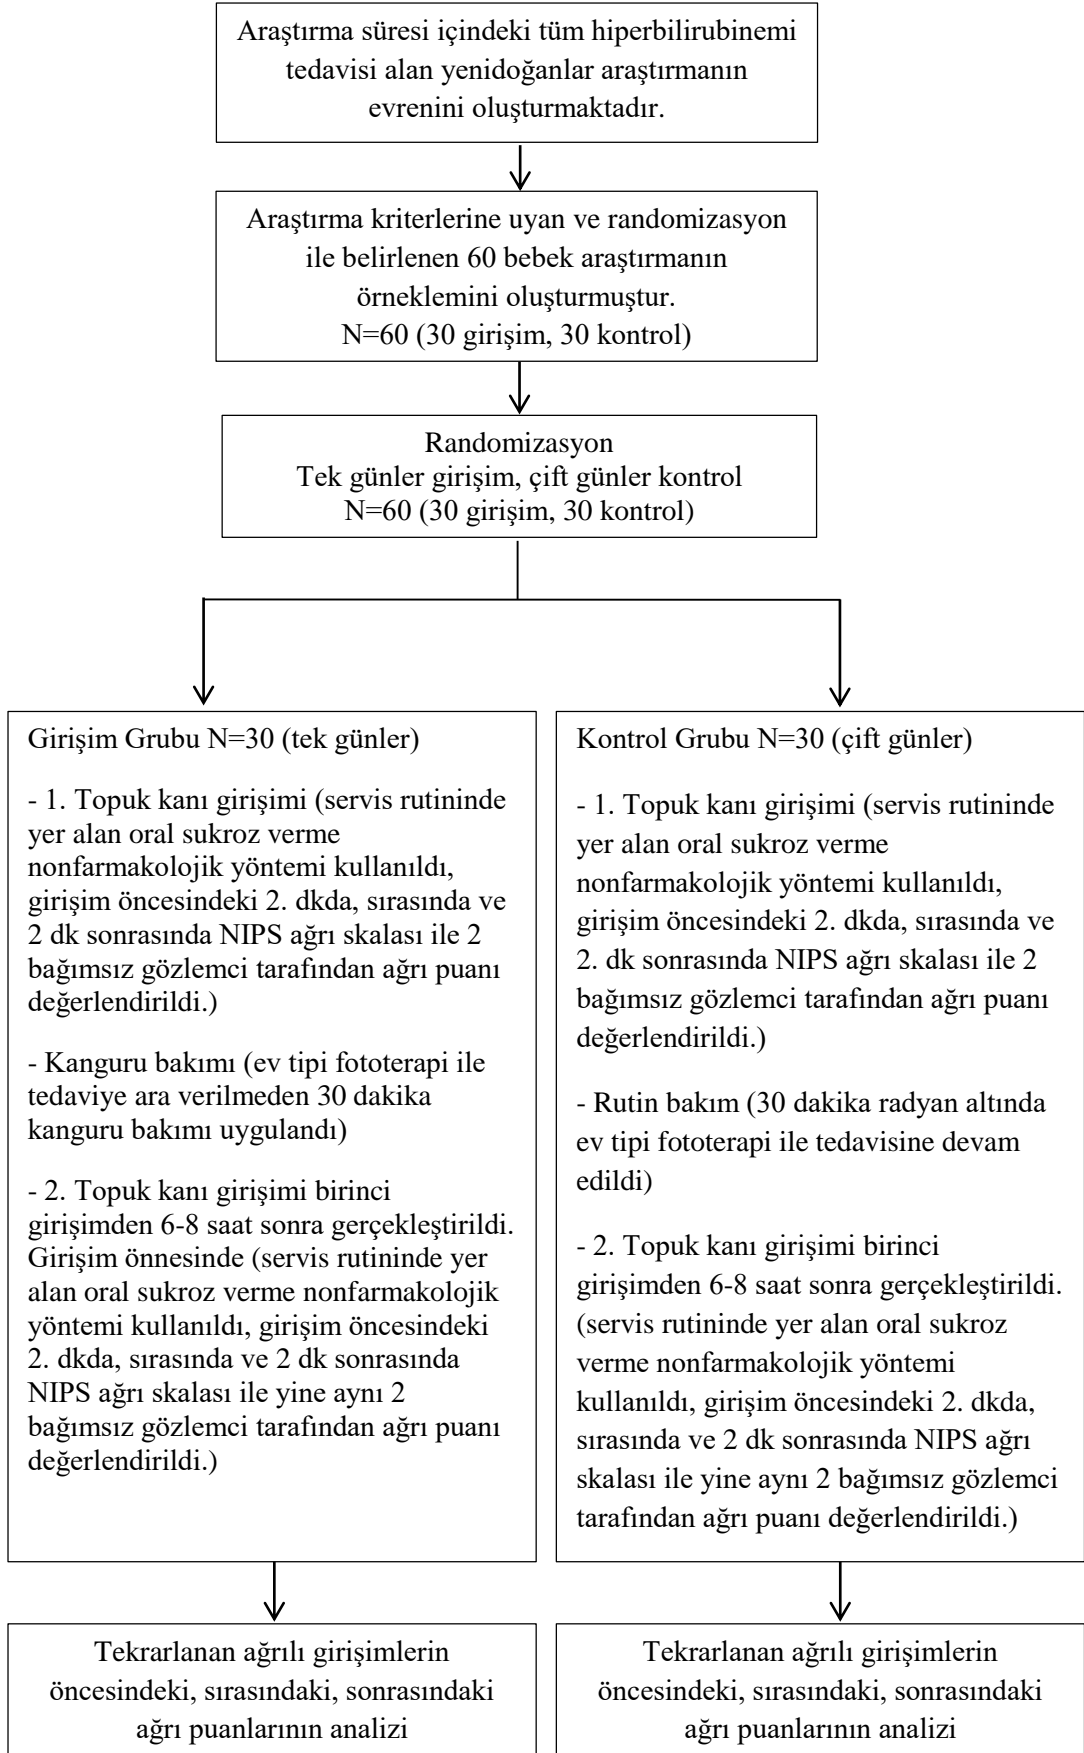 Araştırma süresi içindeki tüm hiperbilirubinemi
tedavisi alan yenidoğanlar araştırmanın
evrenini oluşturmaktadır.
Araştırma kriterlerine uyan ve randomizasyon
ile belirlenen 60 bebek araştırmanın
örneklemini oluşturmuştur.
N=60 (30 girişim, 30 kontrol)
Randomizasyon
Tek günler girişim, çift günler kontrol
N=60 (30 girişim, 30 kontrol)
Girişim Grubu N=30 (tek günler)
- 1. Topuk kanı girişimi (servis rutininde
yer alan oral sukroz verme
nonfarmakolojik yöntemi kullanıldı,
girişim öncesindeki 2. dkda, sırasında ve
2 dk sonrasında NIPS ağrı skalası ile 2
bağımsız gözlemci tarafından ağrı puanı
değerlendirildi.)
- Kanguru bakımı (ev tipi fototerapi ile
tedaviye ara verilmeden 30 dakika
kanguru bakımı uygulandı)
- 2. Topuk kanı girişimi birinci
girişimden 6-8 saat sonra gerçekleştirildi.
Girişim önnesinde (servis rutininde yer
alan oral sukroz verme nonfarmakolojik
yöntemi kullanıldı, girişim öncesindeki
2. dkda, sırasında ve 2 dk sonrasında
NIPS ağrı skalası ile yine aynı 2
bağımsız gözlemci tarafından ağrı puanı
değerlendirildi.)
Kontrol Grubu N=30 (çift günler)
- 1. Topuk kanı girişimi (servis rutininde
yer alan oral sukroz verme
nonfarmakolojik yöntemi kullanıldı,
girişim öncesindeki 2. dkda, sırasında ve
2. dk sonrasında NIPS ağrı skalası ile 2
bağımsız gözlemci tarafından ağrı puanı
değerlendirildi.)
- Rutin bakım (30 dakika radyan altında
ev tipi fototerapi ile tedavisine devam
edildi)
- 2. Topuk kanı girişimi birinci
girişimden 6-8 saat sonra gerçekleştirildi.
(servis rutininde yer alan oral sukroz
verme nonfarmakolojik yöntemi
kullanıldı, girişim öncesindeki 2. dkda,
sırasında ve 2 dk sonrasında NIPS ağrı
skalası ile yine aynı 2 bağımsız gözlemci
tarafından ağrı puanı değerlendirildi.)
Tekrarlanan ağrılı girişimlerin
öncesindeki, sırasındaki, sonrasındaki
ağrı puanlarının analizi
Tekrarlanan ağrılı girişimlerin
öncesindeki, sırasındaki, sonrasındaki
ağrı puanlarının analizi